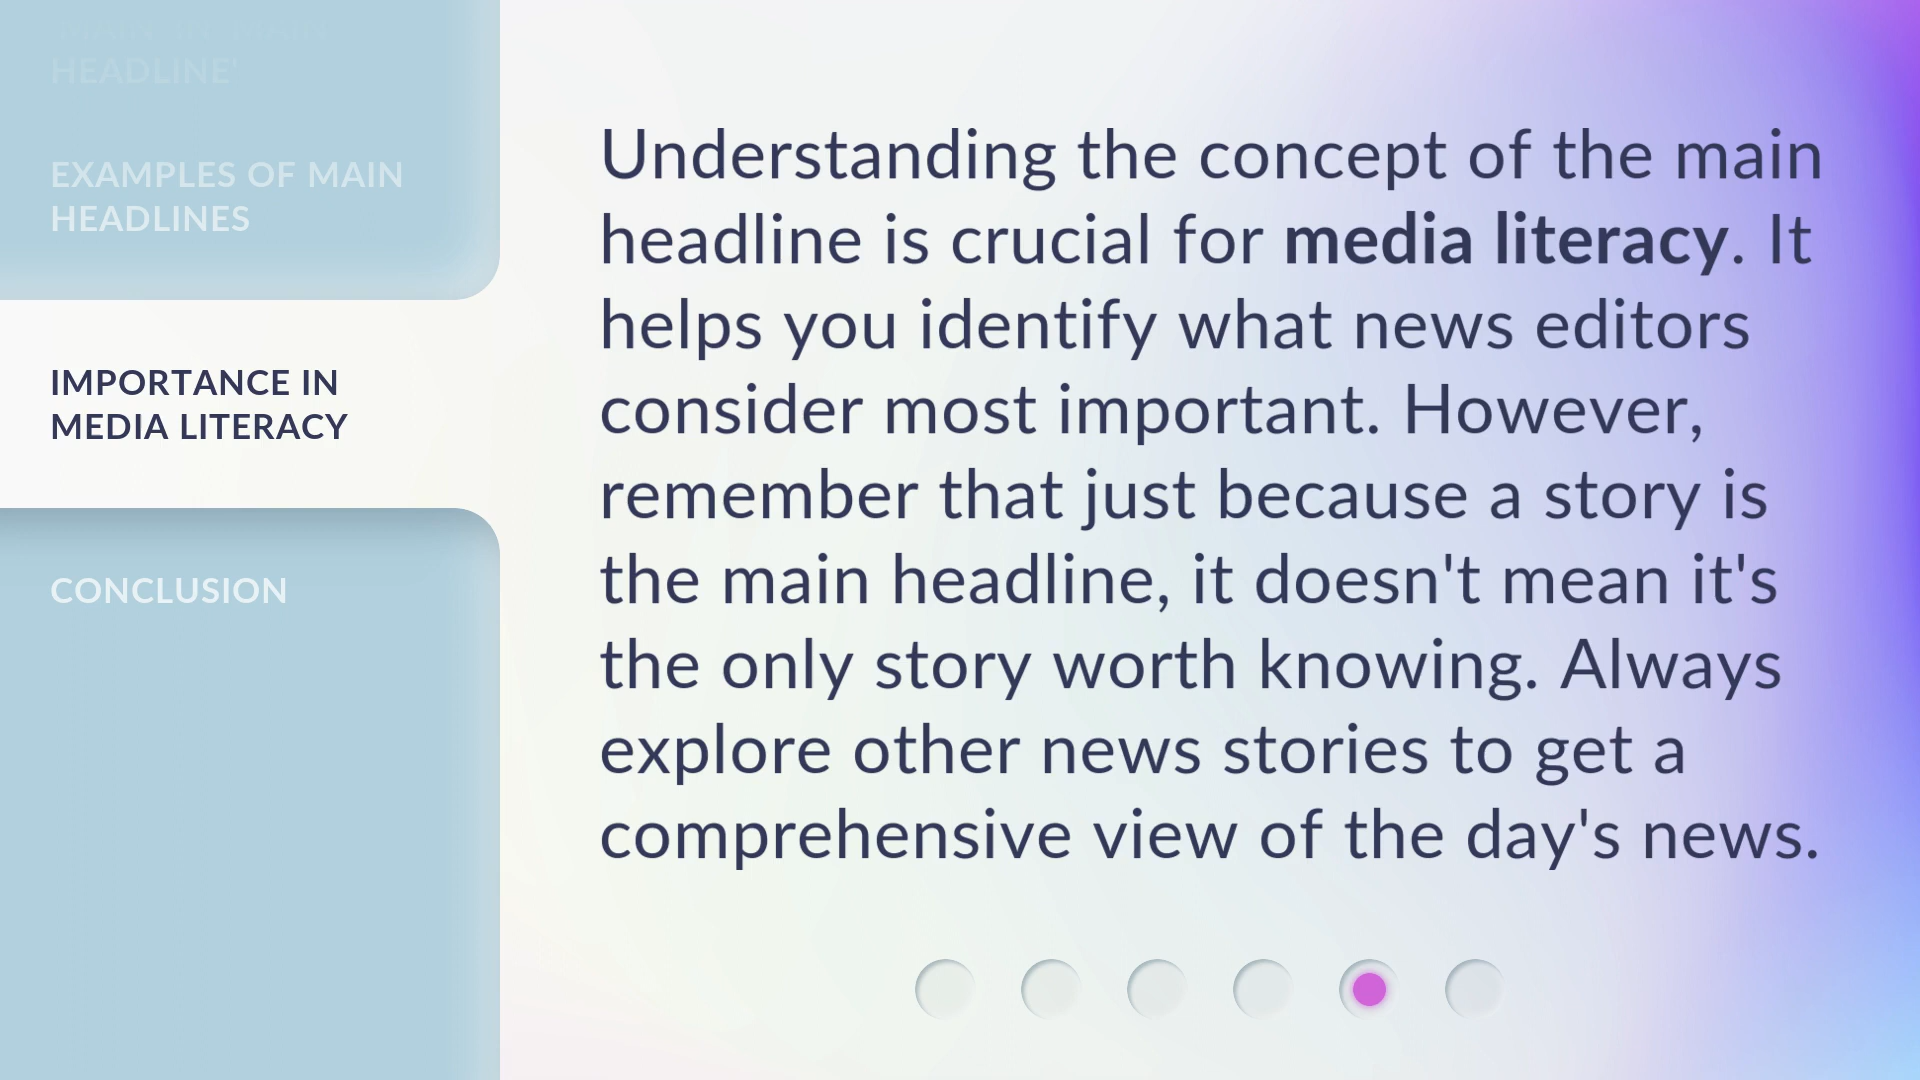 HEADLINE'
EXAMPLES OF MAIN
HEADLINES
IMPORTANCE IN
MEDIA LITERACY
CONCLUSION
Understanding the concept of the main
headline is crucial for media literacy. It
helps you identify what news editors
consider most important. However,
remember that just because a story is
the main headline, it doesn't mean it's
the only story worth knowing. Always
explore other news stories to get a
comprehensive view of the day's news.